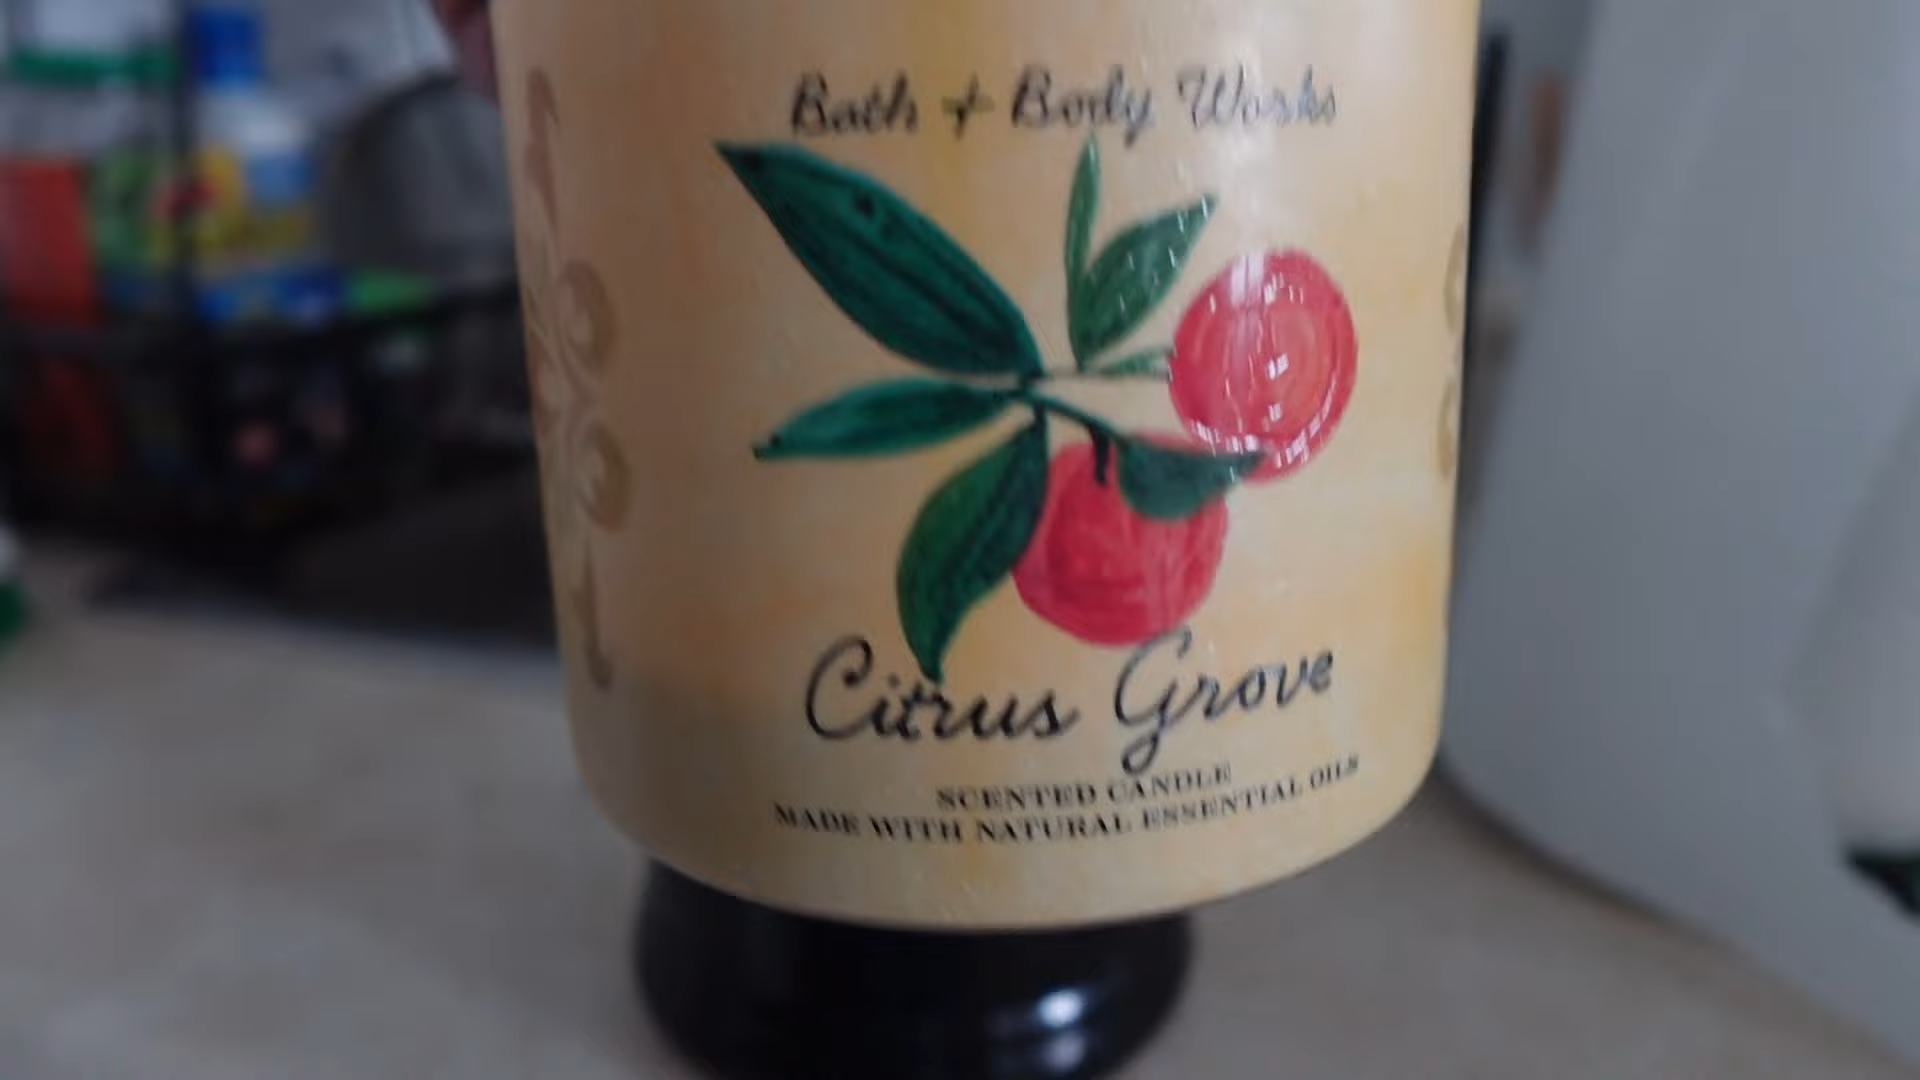 Bath + Body Works
Citrus Grove
SCENTED CANDLE
MADE WITH NATURAL ESSENTIAL OILS